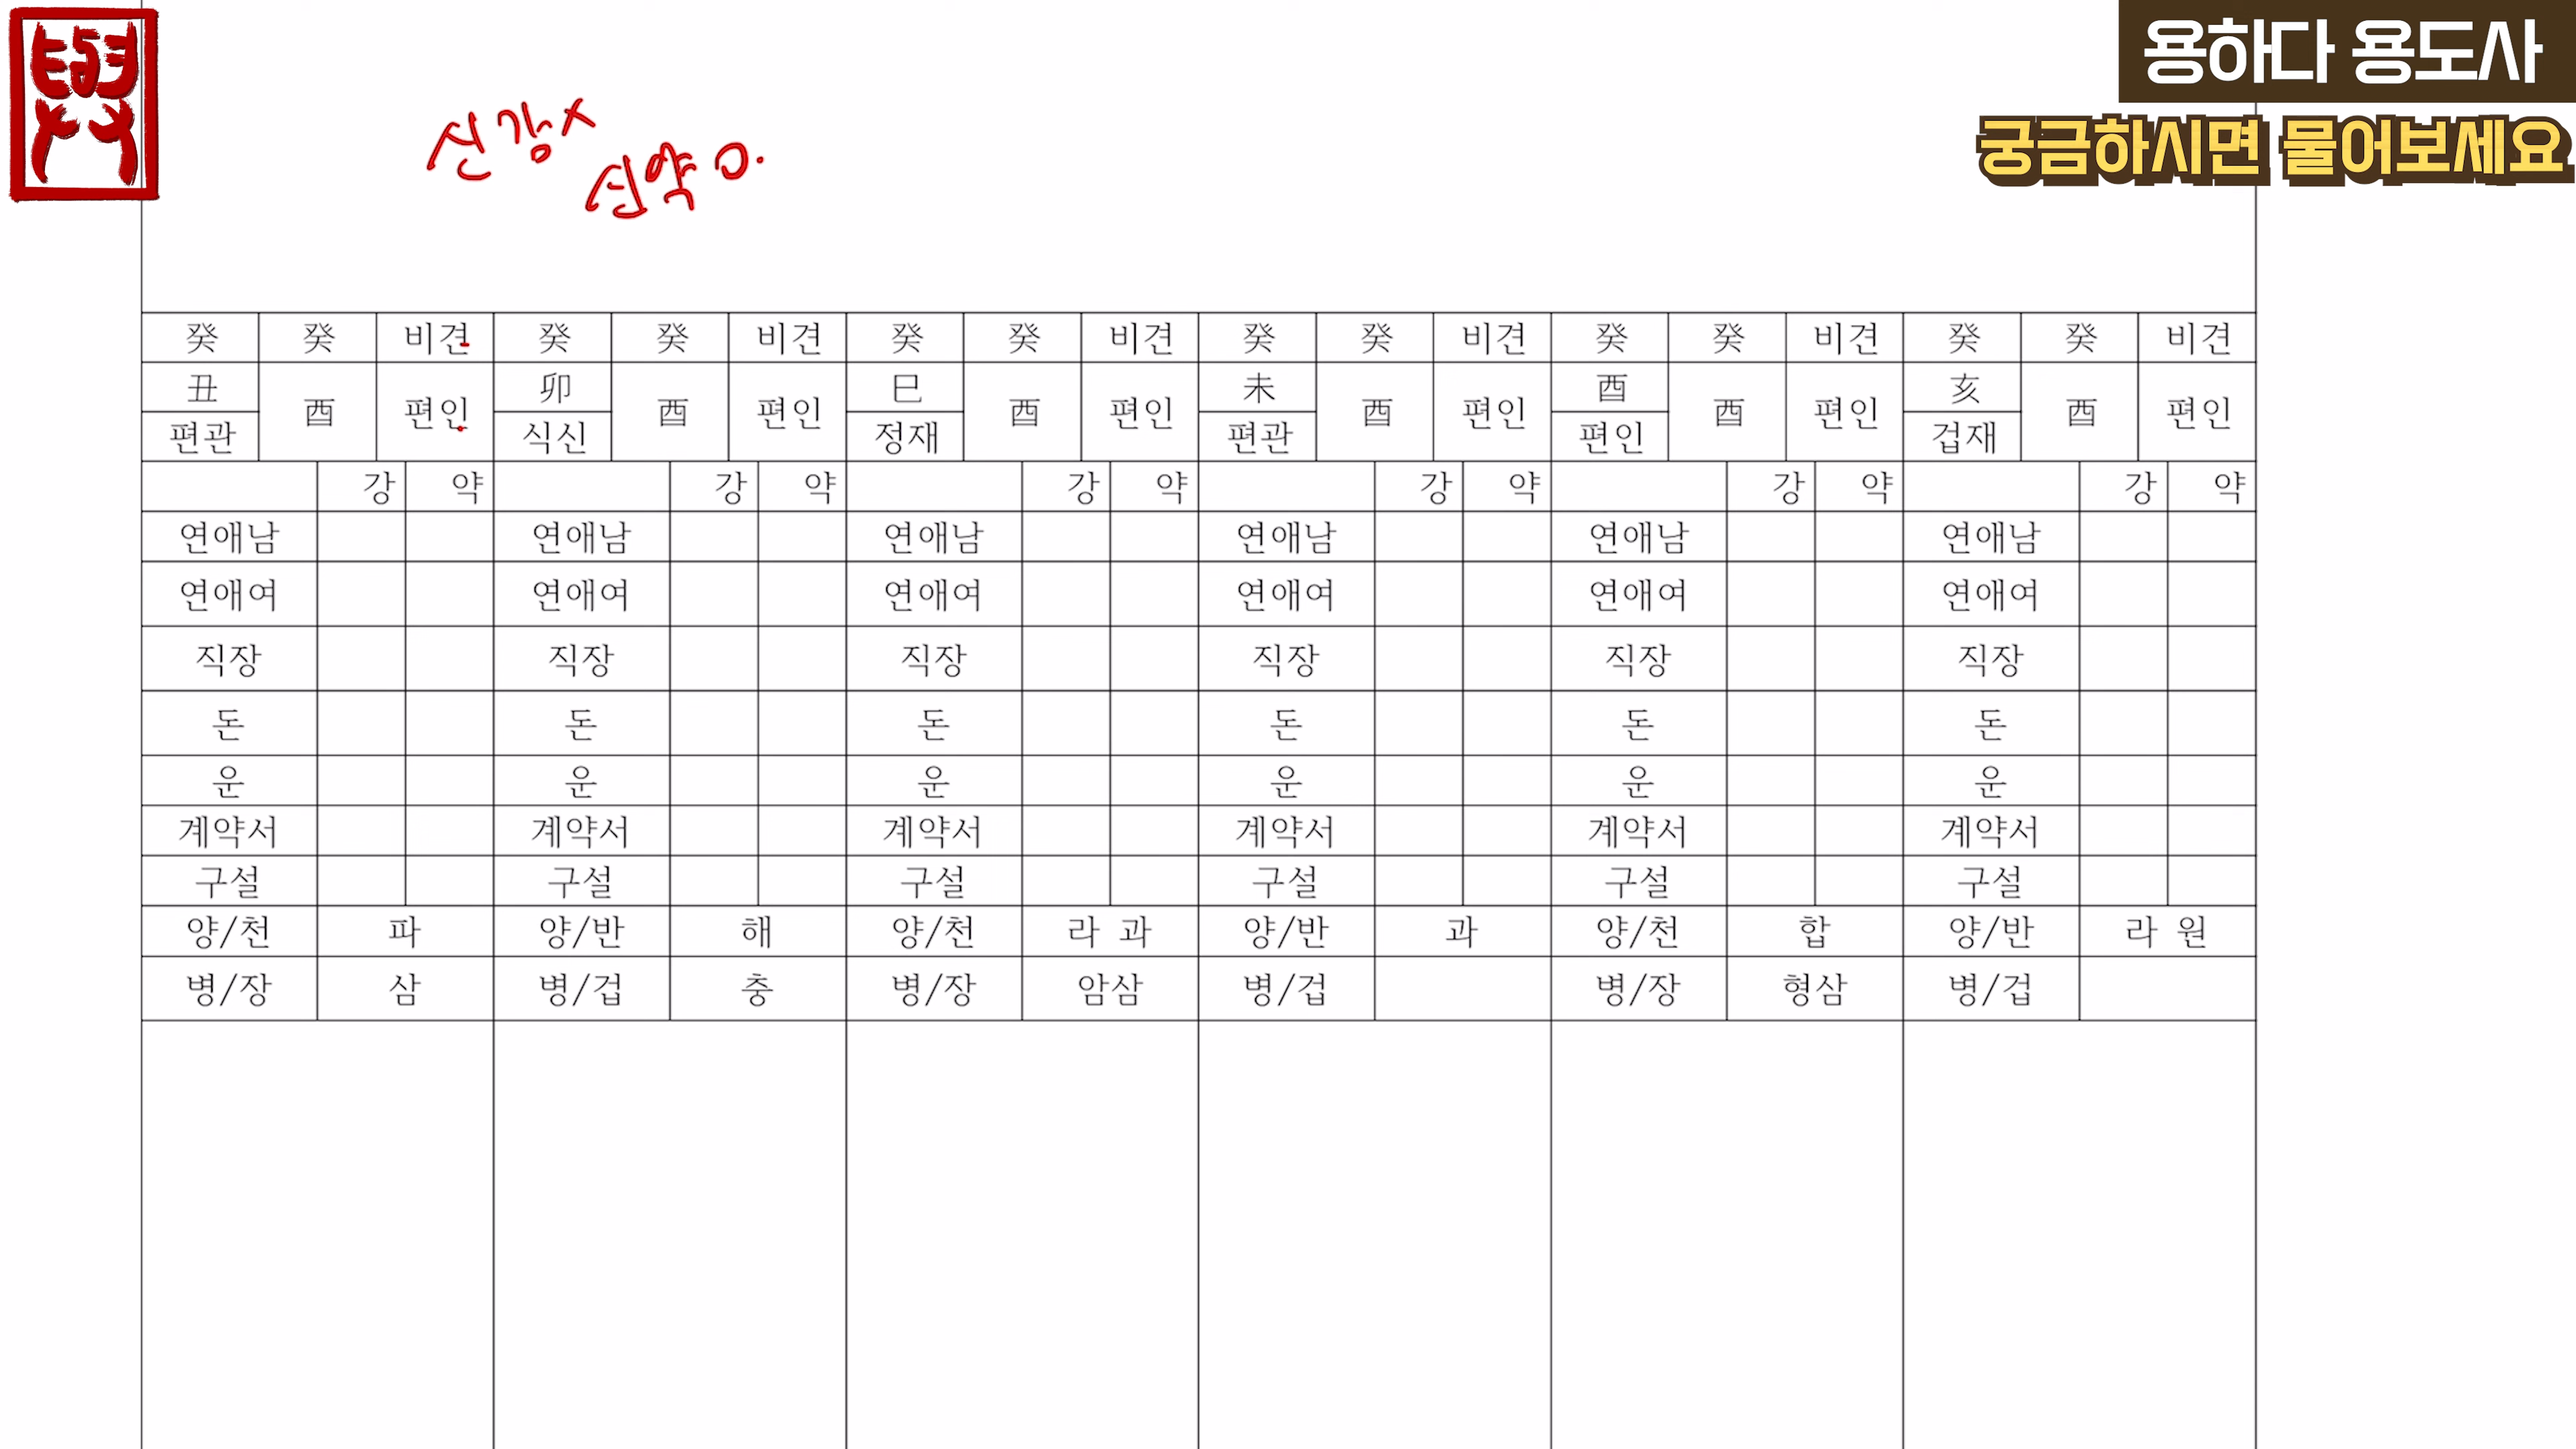 용하다 용도사
궁금하시면 물어보세요
신강x
신약 o.
癸 癸 비견 癸 癸 비견 癸 癸 비견 癸 癸 비견 癸 癸 비견 癸 癸 비견
丑 酉 편인 卯 酉 편인 巳 酉 편인 未 酉 편인 酉 酉 편인 亥 酉 편인
편관 식신 정재 편관 편인 겁재
강 약 강 약 강 약 강 약 강 약 강 약
연애남 연애남 연애남 연애남 연애남 연애남
연애여 연애여 연애여 연애여 연애여 연애여
직장 직장 직장 직장 직장 직장
돈 돈 돈 돈 돈 돈
운 운 운 운 운 운
계약서 계약서 계약서 계약서 계약서 계약서
구설 구설 구설 구설 구설 구설
양/천 파 양/반 해 양/천 라 과 양/반 과 양/천 합 양/반 라 원
병/장 삼 병/겁 충 병/장 암삼 병/겁 병/장 형삼 병/겁